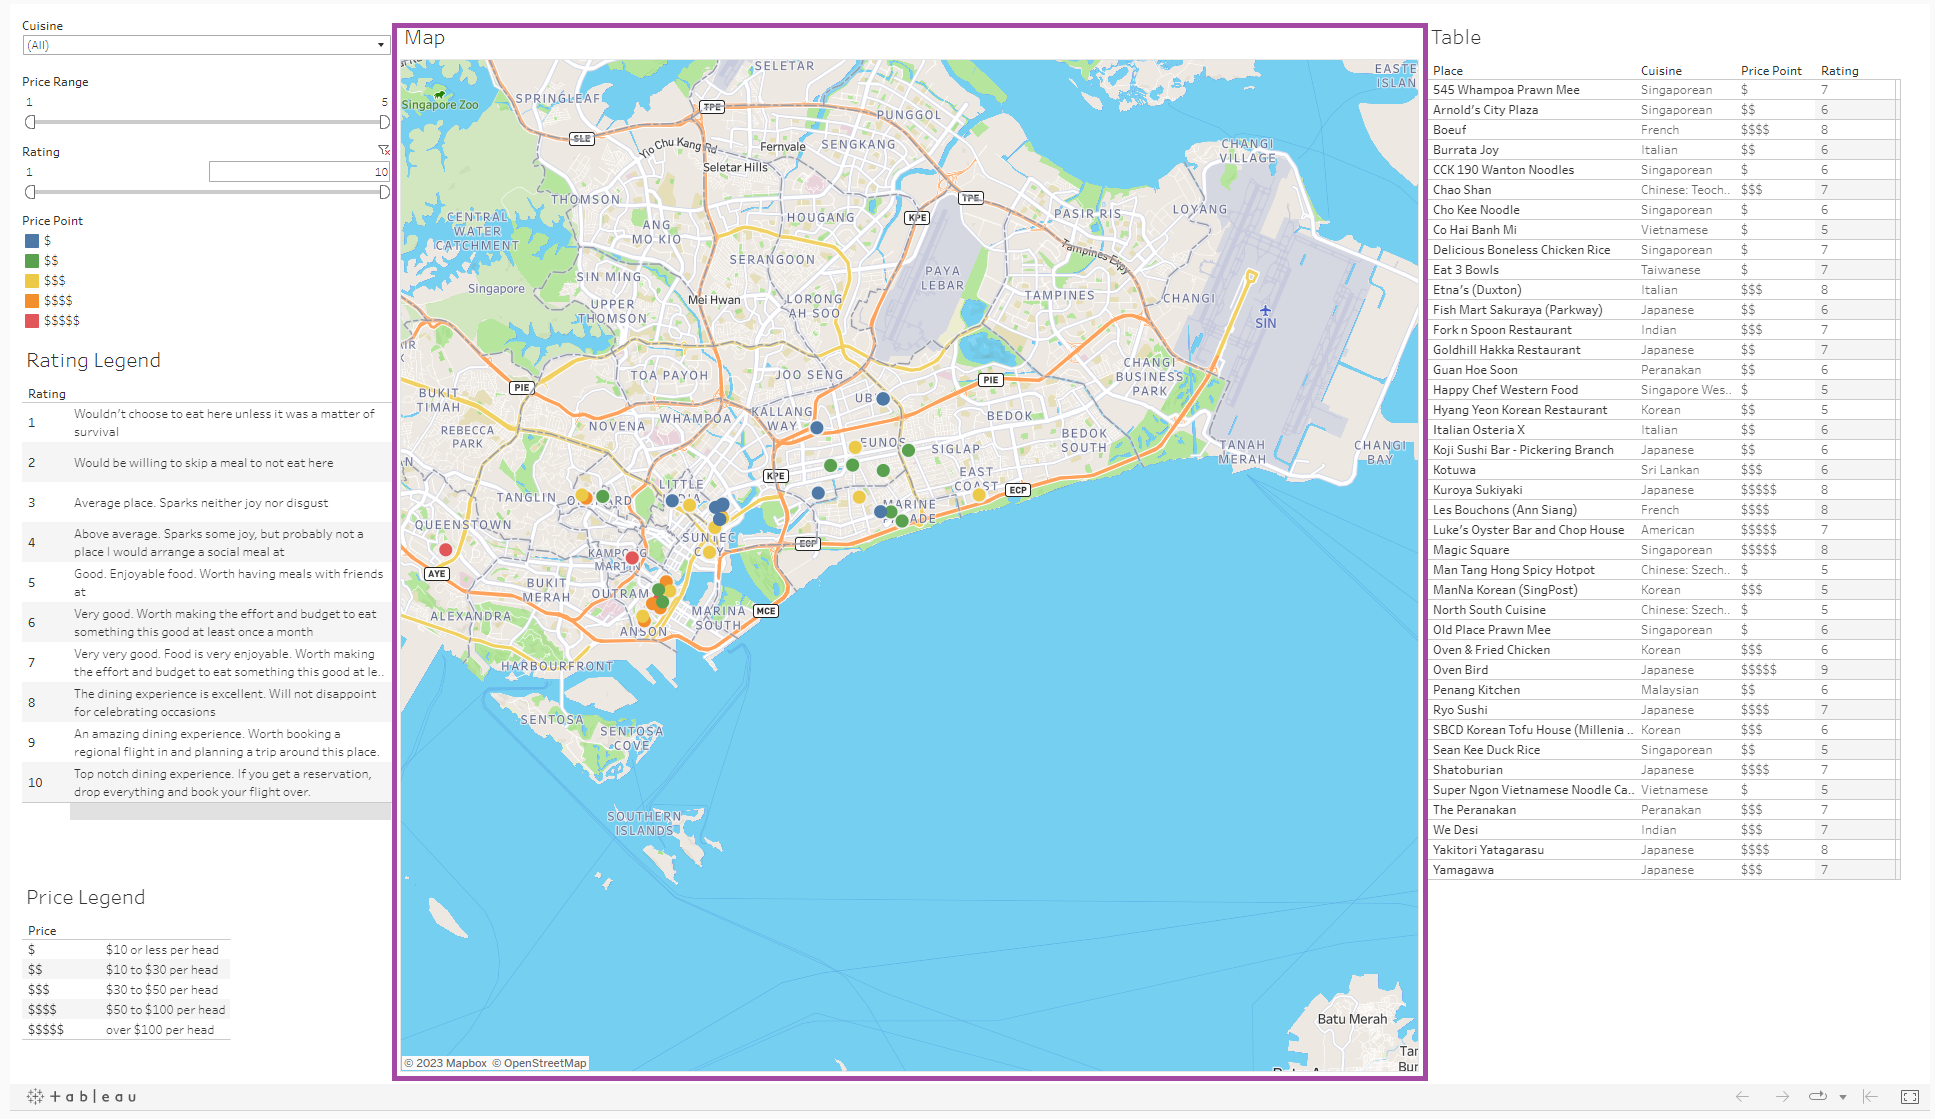 Cuisine
(All)
Price Range
1 5
Rating
1 10
Price Point
$
$$
$$$
$$$$
$$$$$
Rating Legend
Rating
1 Wouldn't choose to eat here unless it was a matter of
survival
2 Would be willing to skip a meal to not eat here
3 Average place. Sparks neither joy nor disgust
4 Above average. Sparks some joy, but probably not a
place I would arrange a social meal at
5 Good. Enjoyable food. Worth having meals with friends
at
6 Very good. Worth making the effort and budget to eat
something this good at least once a month
7 Very very good. Food is very enjoyable. Worth making
the effort and budget to eat something this good at le..
8 The dining experience is excellent. Will not disappoint
for celebrating occasions
9 An amazing dining experience. Worth booking a
regional flight in and planning a trip around this place.
10 Top notch dining experience. If you get a reservation,
drop everything and book your flight over.
Price Legend
Price
$ $10 or less per head
$$ $10 to $30 per head
$$$ $30 to $50 per head
$$$$ $50 to $100 per head
$$$$$ over $100 per head
Map
SELETAR
Singapore Zoo
SPRINGLEAF
TPE
PUNGGOL
SLE
Yio Chu Kang Rd
Fernvale
SENGKANG
Seletar Hills
CHANGI
VILLAGE
THOMSON
TPE
CENTRAL
WATER
CATCHMENT
ANG
MO KIO
HOUGANG
KPE
PASIR RIS
LOYANG
Tampines Expy
SERANGOON
SIN MING
PAYA
LEBAR
Singapore
UPPER
THOMSON
Mei Hwan
LORONG
AH SOO
TAMPINES
CHANGI
SIN
TOA PAYOH
JOO SENG
PIE
PIE
CHANGI
BUSINESS
PARK
BUKIT
TIMAH
UB
KALLANG
WAY
WHAMPOA
NOVENA
REBECCA
PARK
EUNOS
SIGLAP
BEDOK
BEDOK
SOUTH
TANAH
MERAH
CHANGI
BAY
KPE
EAST
COAST
ECP
LITTLE
TANGLIN
MARINE
QUEENSTOWN
SUNTEC
ECP
KAMPONG
MARTIN
AYE
BUKIT
MERAH
OUTRAM
ALEXANDRA
MARINA
SOUTH
MCE
ANSON
HARBOURFRONT
SENTOSA
SENTOSA
COVE
SOUTHERN
ISLANDS
Batu Merah
© 2023 Mapbox © OpenStreetMap
Table
Place Cuisine Price Point Rating
545 Whampoa Prawn Mee Singaporean $ 7
Arnold's City Plaza Singaporean $$ 6
Boeuf French $$$$ 8
Burrata Joy Italian $$ 6
CCK 190 Wanton Noodles Singaporean $ 6
Chao Shan Chinese: Teoch.. $$$ 7
Cho Kee Noodle Singaporean $ 6
Co Hai Banh Mi Vietnamese $ 5
Delicious Boneless Chicken Rice Singaporean $ 7
Eat 3 Bowls Taiwanese $ 7
Etna's (Duxton) Italian $$$ 8
Fish Mart Sakuraya (Parkway) Japanese $$ 6
Fork n Spoon Restaurant Indian $$$ 7
Goldhill Hakka Restaurant Japanese $$ 7
Guan Hoe Soon Peranakan $$ 6
Happy Chef Western Food Singapore Wes.. $ 5
Hyang Yeon Korean Restaurant Korean $$ 5
Italian Osteria X Italian $$ 6
Koji Sushi Bar - Pickering Branch Japanese $$ 6
Kotuwa Sri Lankan $$$ 6
Kuroya Sukiyaki Japanese $$$$$ 8
Les Bouchons (Ann Siang) French $$$$ 8
Luke's Oyster Bar and Chop House American $$$$$ 7
Magic Square Singaporean $$$$$ 8
Man Tang Hong Spicy Hotpot Chinese: Szech.. $ 5
ManNa Korean (SingPost) Korean $$$ 5
North South Cuisine Chinese: Szech.. $ 5
Old Place Prawn Mee Singaporean $ 6
Oven & Fried Chicken Korean $$$ 6
Oven Bird Japanese $$$$$ 9
Penang Kitchen Malaysian $$ 6
Ryo Sushi Japanese $$$$ 7
SBCD Korean Tofu House (Millenia .. Korean $$$ 6
Sean Kee Duck Rice Singaporean $$ 5
Shatoburian Japanese $$$$ 7
Super Ngon Vietnamese Noodle Ca.. Vietnamese $ 5
The Peranakan Peranakan $$$ 7
We Desi Indian $$$ 7
Yakitori Yatagarasu Japanese $$$$ 8
Yamagawa Japanese $$$ 7
+ a b l e a u